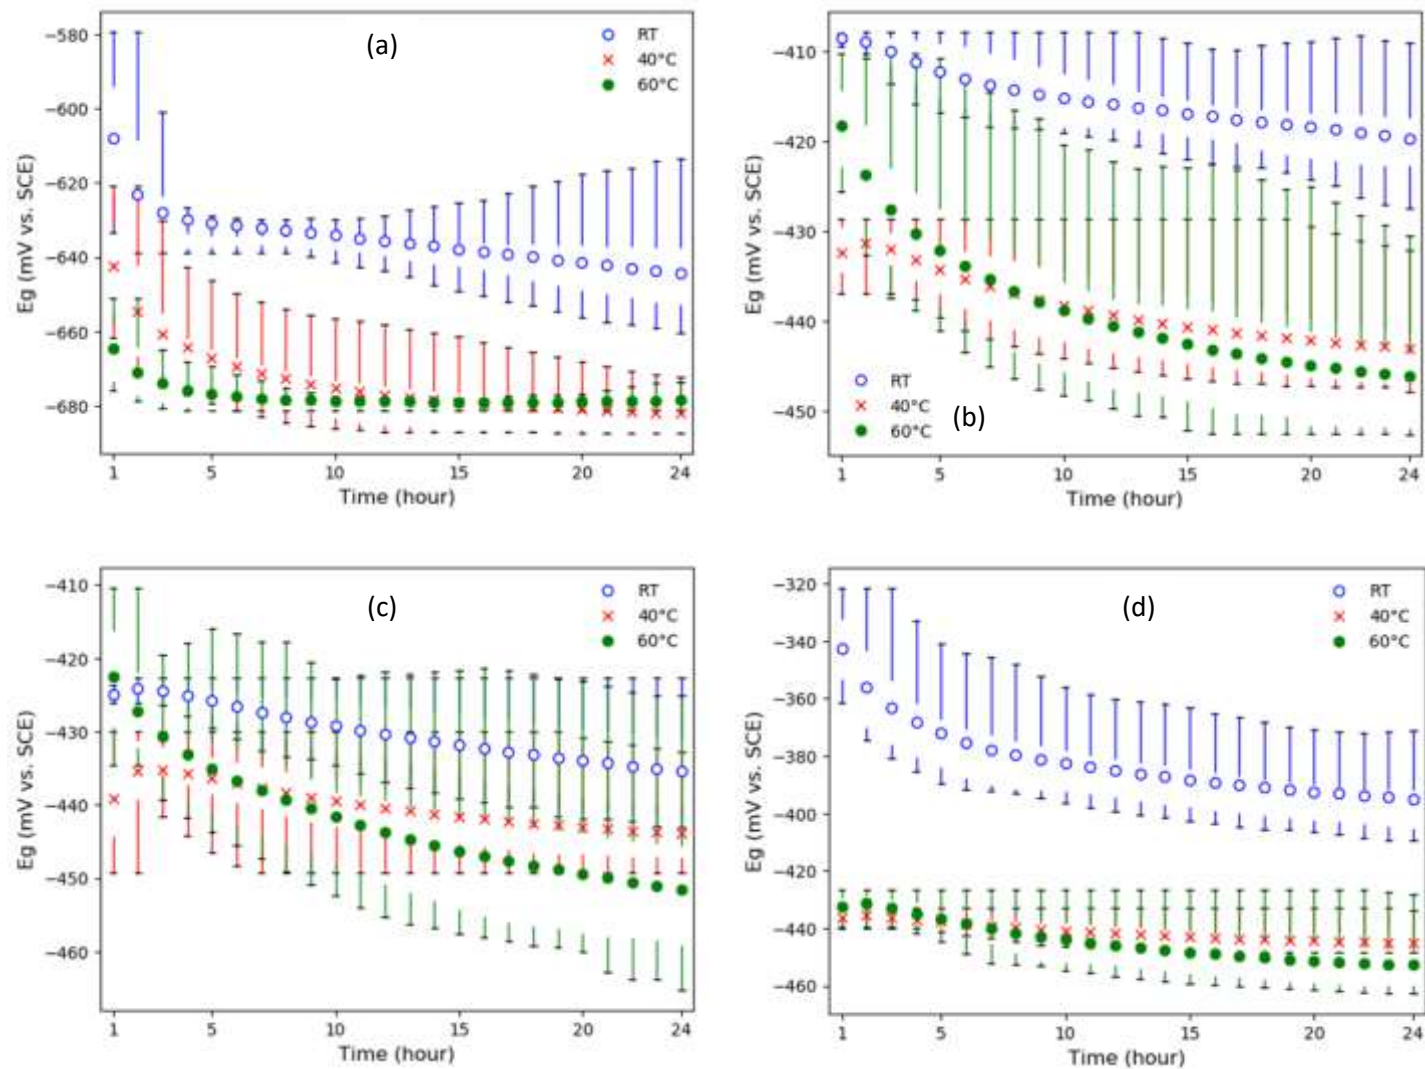 (a)
RT
40°C
60°C
Eg (mV vs. SCE)
−580
−600
−620
−640
−660
−680
1
5
10
15
20
24
Time (hour)
(b)
RT
40°C
60°C
Eg (mV vs. SCE)
−410
−420
−430
−440
−450
1
5
10
15
20
24
Time (hour)
(c)
RT
40°C
60°C
Eg (mV vs. SCE)
−410
−420
−430
−440
−450
−460
1
5
10
15
20
24
Time (hour)
(d)
RT
40°C
60°C
Eg (mV vs. SCE)
−320
−340
−360
−380
−400
−420
−440
−460
1
5
10
15
20
24
Time (hour)